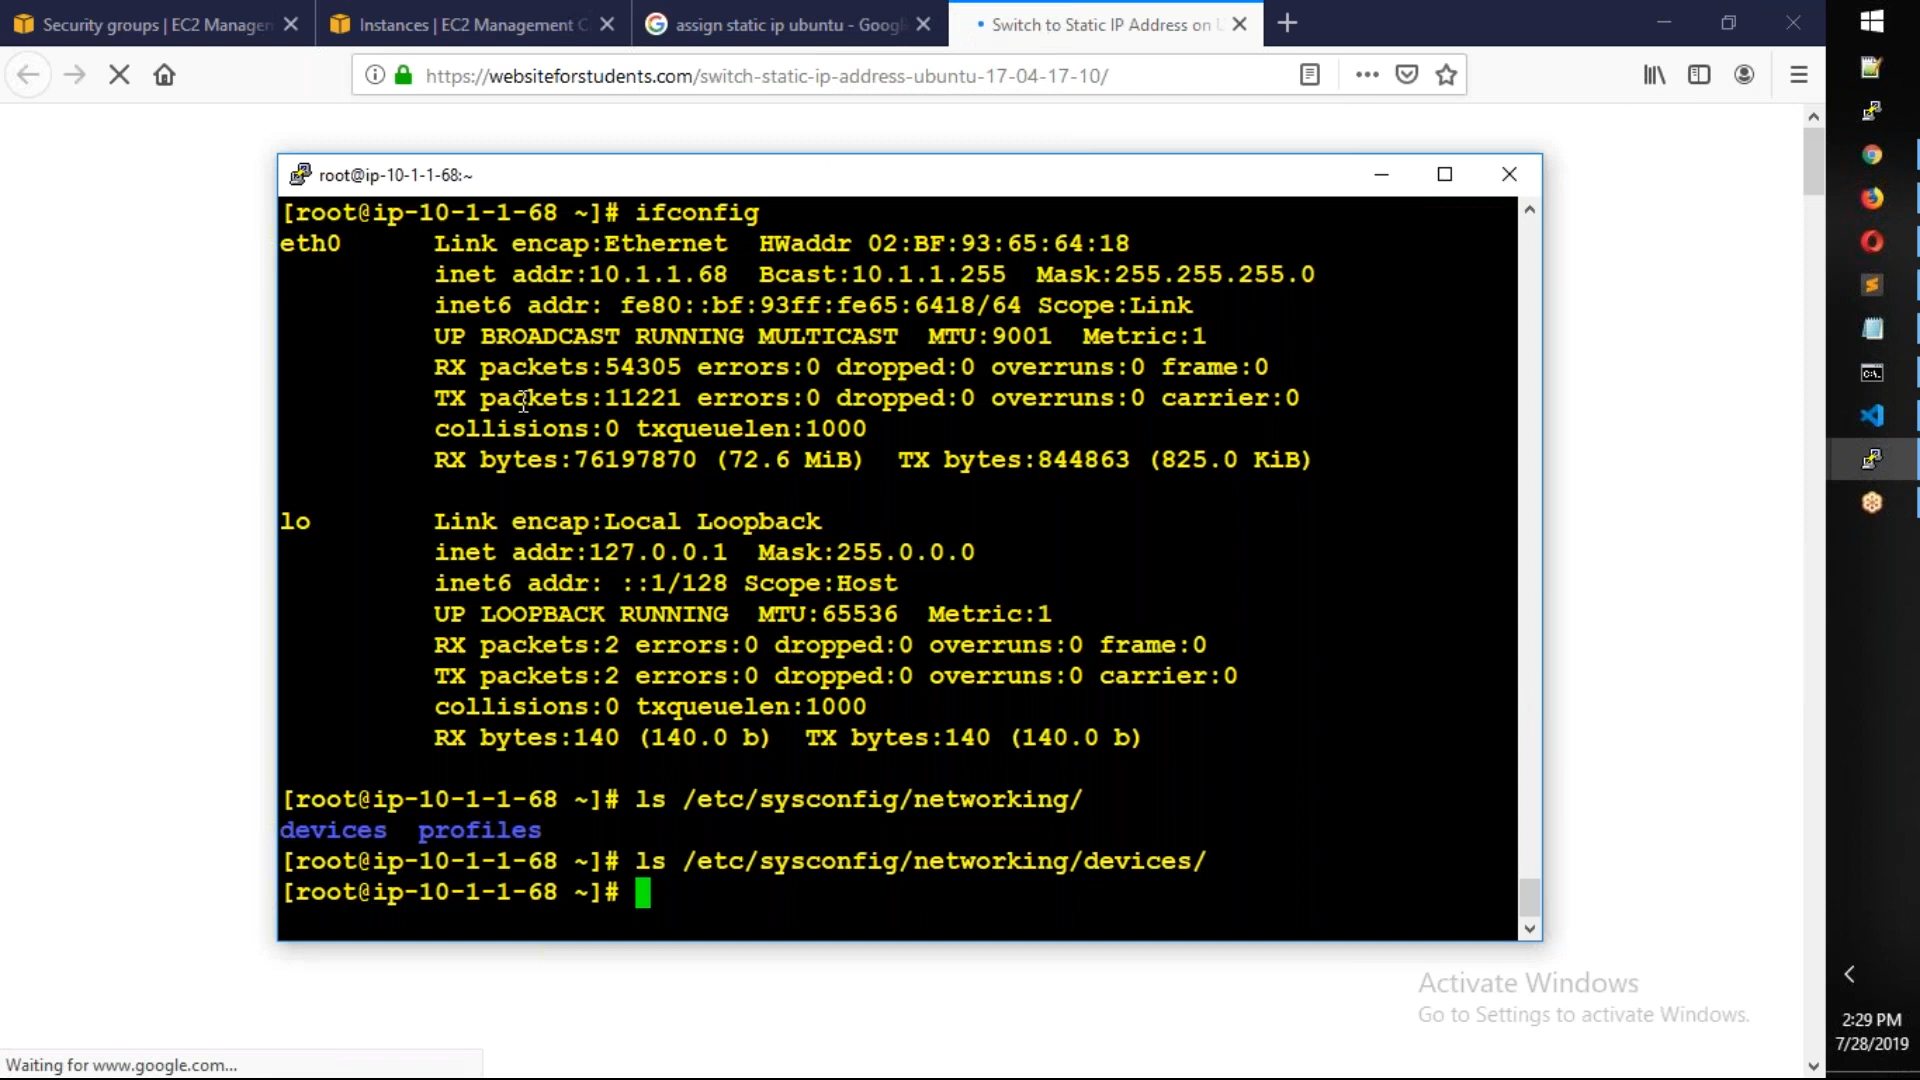 Security groups | EC2 Manager
Instances | EC2 Management C
assign static ip ubuntu - Google
Switch to Static IP Address on U
https://websiteforstudents.com/switch-static-ip-address-ubuntu-17-04-17-10/
root@ip-10-1-1-68:~
[root@ip-10-1-1-68 ~]# ifconfig
eth0 Link encap:Ethernet HWaddr 02:BF:93:65:64:18
inet addr:10.1.1.68 Bcast:10.1.1.255 Mask:255.255.255.0
inet6 addr: fe80::bf:93ff:fe65:6418/64 Scope:Link
UP BROADCAST RUNNING MULTICAST MTU:9001 Metric:1
RX packets:54305 errors:0 dropped:0 overruns:0 frame:0
TX packets:11221 errors:0 dropped:0 overruns:0 carrier:0
collisions:0 txqueuelen:1000
RX bytes:76197870 (72.6 MiB) TX bytes:844863 (825.0 KiB)
lo Link encap:Local Loopback
inet addr:127.0.0.1 Mask:255.0.0.0
inet6 addr: ::1/128 Scope:Host
UP LOOPBACK RUNNING MTU:65536 Metric:1
RX packets:2 errors:0 dropped:0 overruns:0 frame:0
TX packets:2 errors:0 dropped:0 overruns:0 carrier:0
collisions:0 txqueuelen:1000
RX bytes:140 (140.0 b) TX bytes:140 (140.0 b)
[root@ip-10-1-1-68 ~]# ls /etc/sysconfig/networking/
devices profiles
[root@ip-10-1-1-68 ~]# ls /etc/sysconfig/networking/devices/
[root@ip-10-1-1-68 ~]#
Activate Windows
Go to Settings to activate Windows.
Waiting for www.google.com...
2:29 PM
7/28/2019